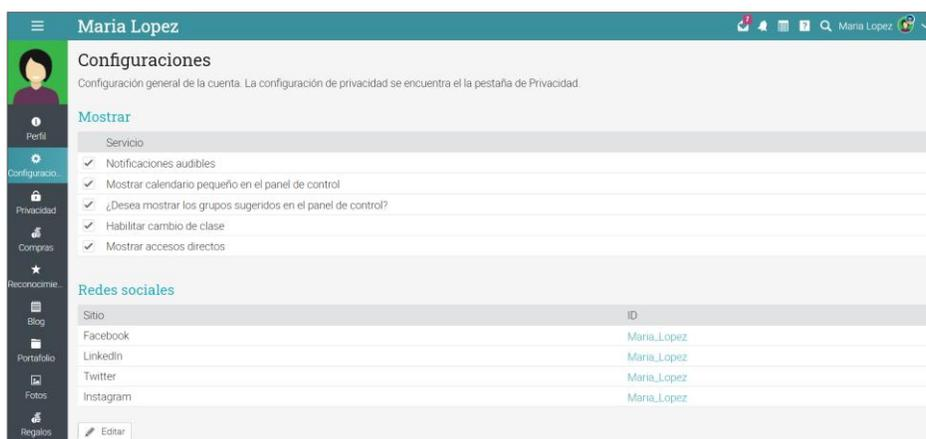 Maria Lopez
Maria Lopez
Configuraciones
Configuración general de la cuenta. La configuración de privacidad se encuentra el la pestaña de Privacidad.
Mostrar
Servicio
Notificaciones audibles
Mostrar calendario pequeño en el panel de control
¿Desea mostrar los grupos sugeridos en el panel de control?
Habilitar cambio de clase
Mostrar accesos directos
Redes sociales
Sitio ID
Facebook Maria_Lopez
LinkedIn Maria_Lopez
Twitter Maria_Lopez
Instagram Maria_Lopez
Editar
Perfil
Configuracio...
Privacidad
Compras
Reconocimie...
Blog
Portafolio
Fotos
Regalos